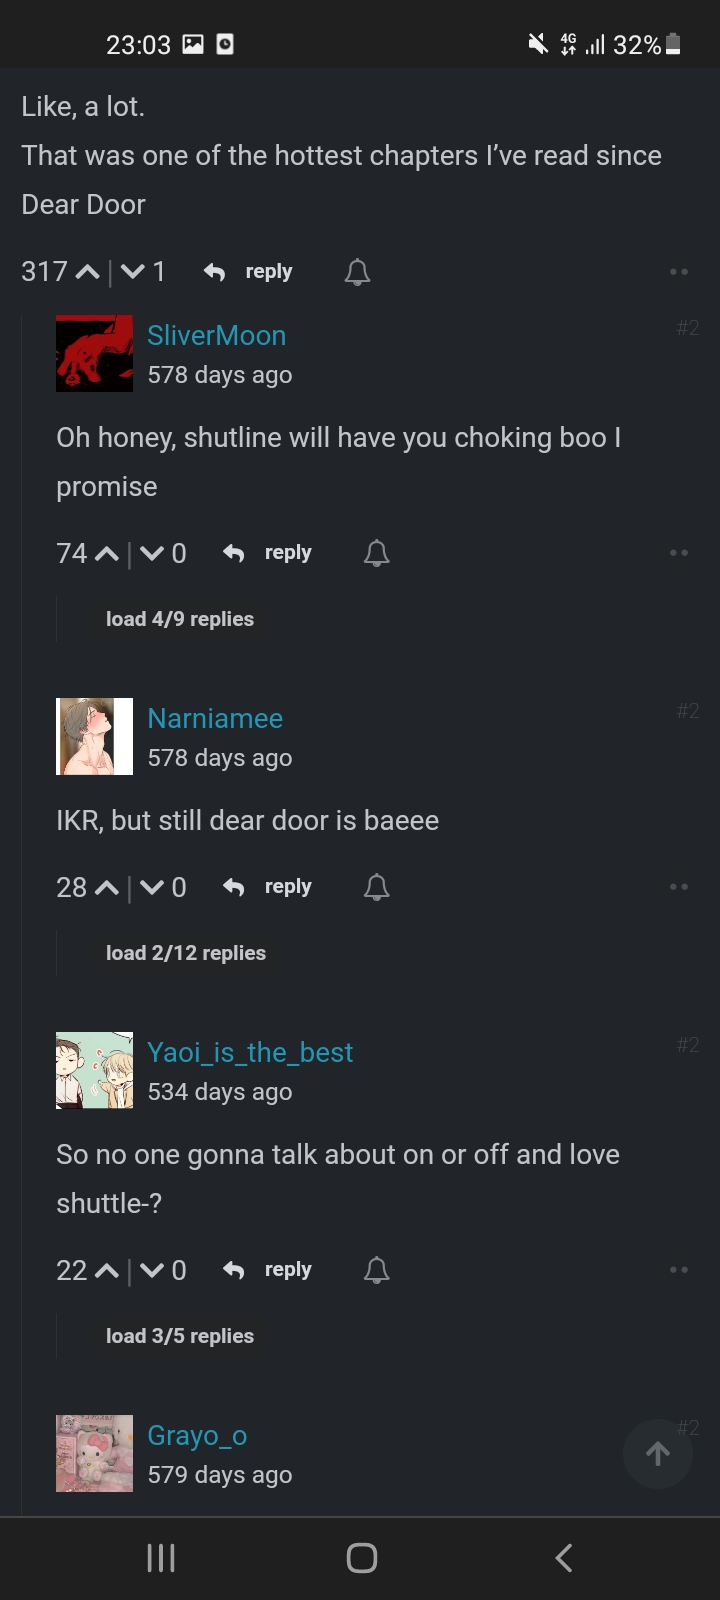 23:03 4G 32%
Like, a lot.
That was one of the hottest chapters I’ve read since
Dear Door
317 | 1 reply
SliverMoon #2
578 days ago
Oh honey, shutline will have you choking boo I
promise
74 | 0 reply
load 4/9 replies
Narniamee #2
578 days ago
IKR, but still dear door is baeee
28 | 0 reply
load 2/12 replies
Yaoi_is_the_best #2
534 days ago
So no one gonna talk about on or off and love
shuttle-?
22 | 0 reply
load 3/5 replies
Grayo_o #2
579 days ago